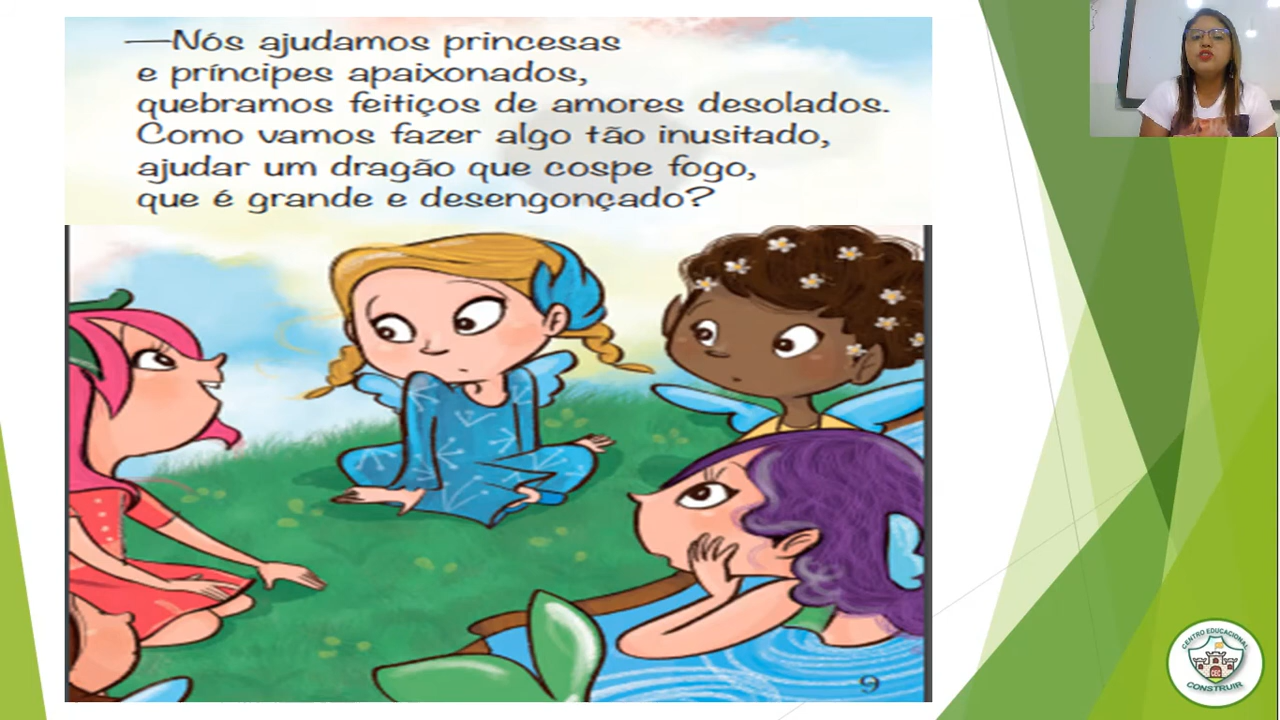 —Nós ajudamos princesas
e príncipes apaixonados,
quebramos feitiços de amores desolados.
Como vamos fazer algo tão inusitado,
ajudar um dragão que cospe fogo,
que é grande e desengonçado?
9
CENTRO EDUCACIONAL
CEC
CONSTRUIR